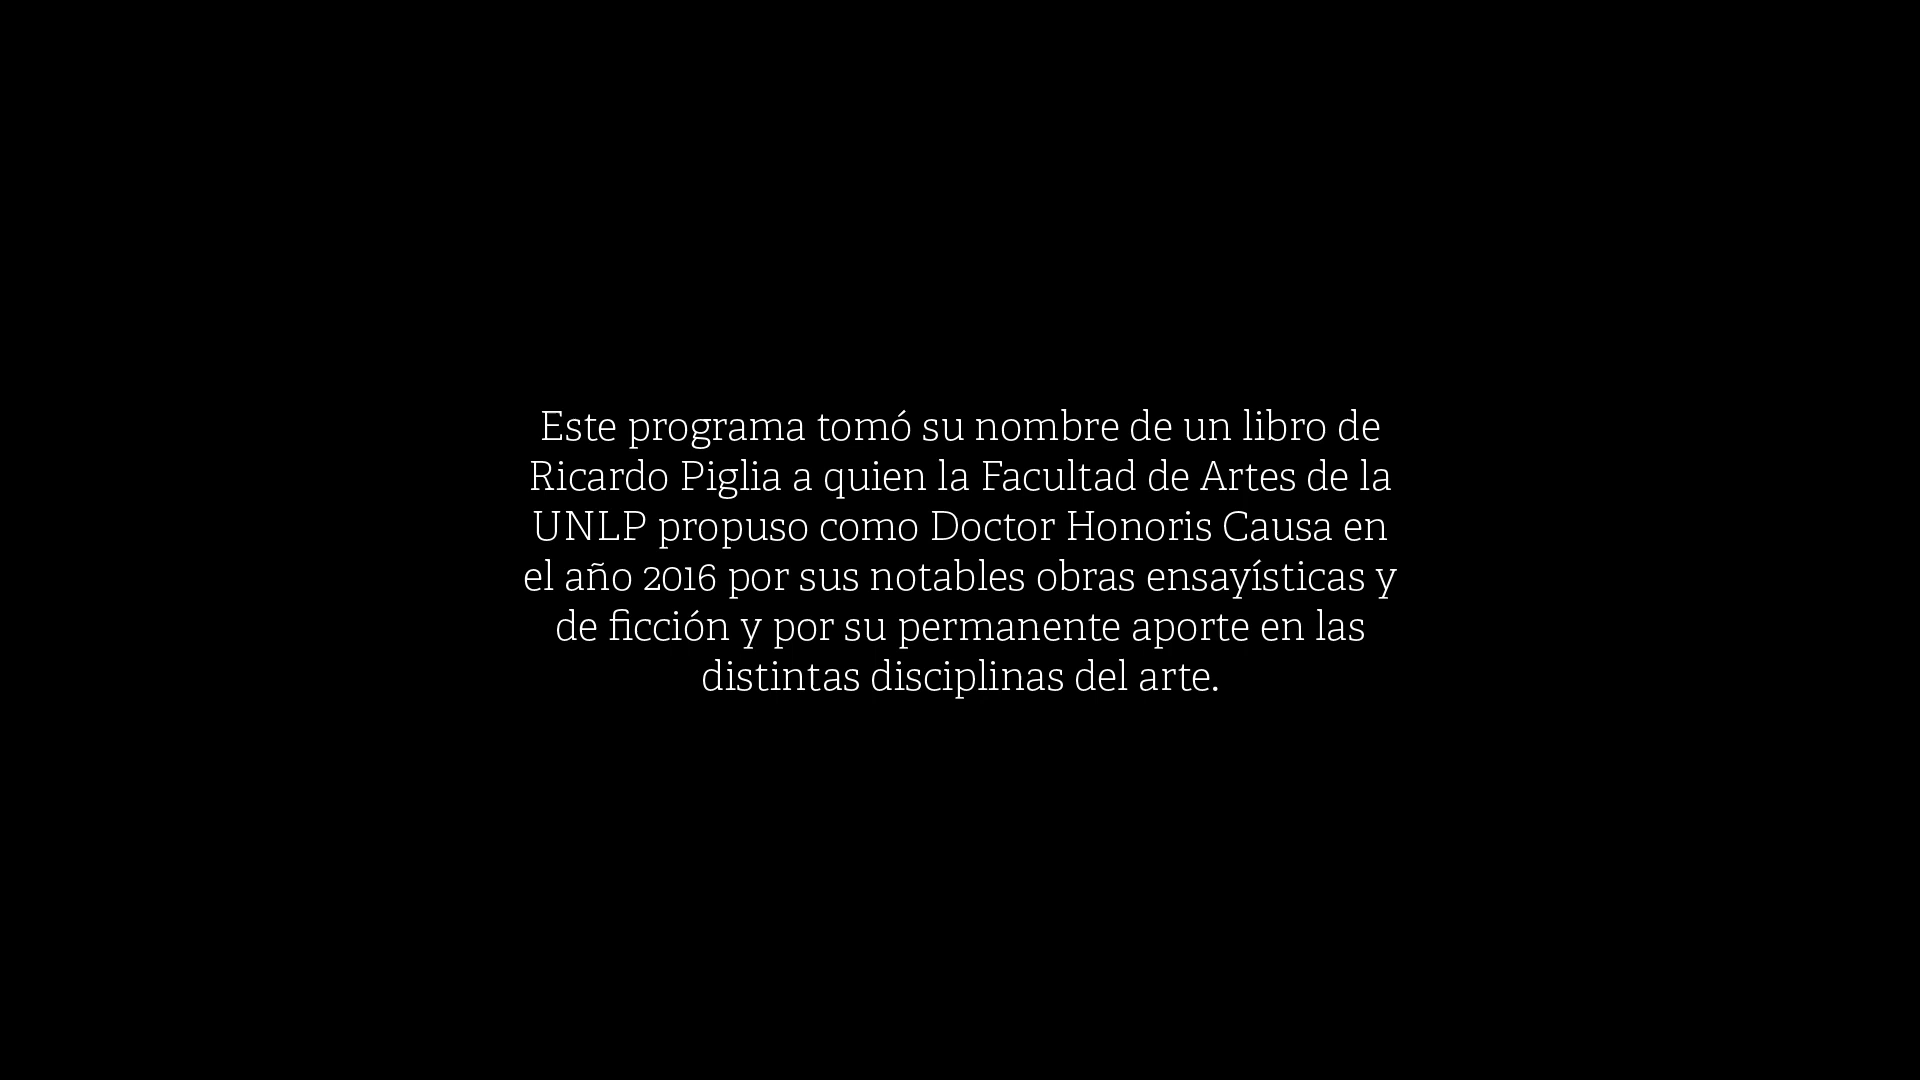 Este programa tomó su nombre de un libro de
Ricardo Piglia a quien la Facultad de Artes de la
UNLP propuso como Doctor Honoris Causa en
el año 2016 por sus notables obras ensayísticas y
de ficción y por su permanente aporte en las
distintas disciplinas del arte.